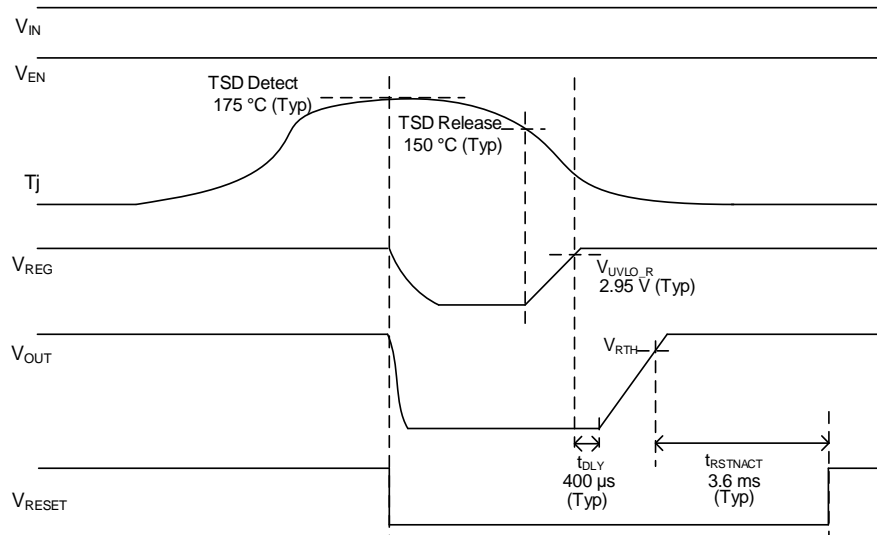 VIN
VEN
TSD Detect
175 °C (Typ)
TSD Release
150 °C (Typ)
Tj
VREG
VUVLO_R
2.95 V (Typ)
VOUT
VRTH
tDLY
400 µs
(Typ)
tRSTNACT
3.6 ms
(Typ)
VRESET